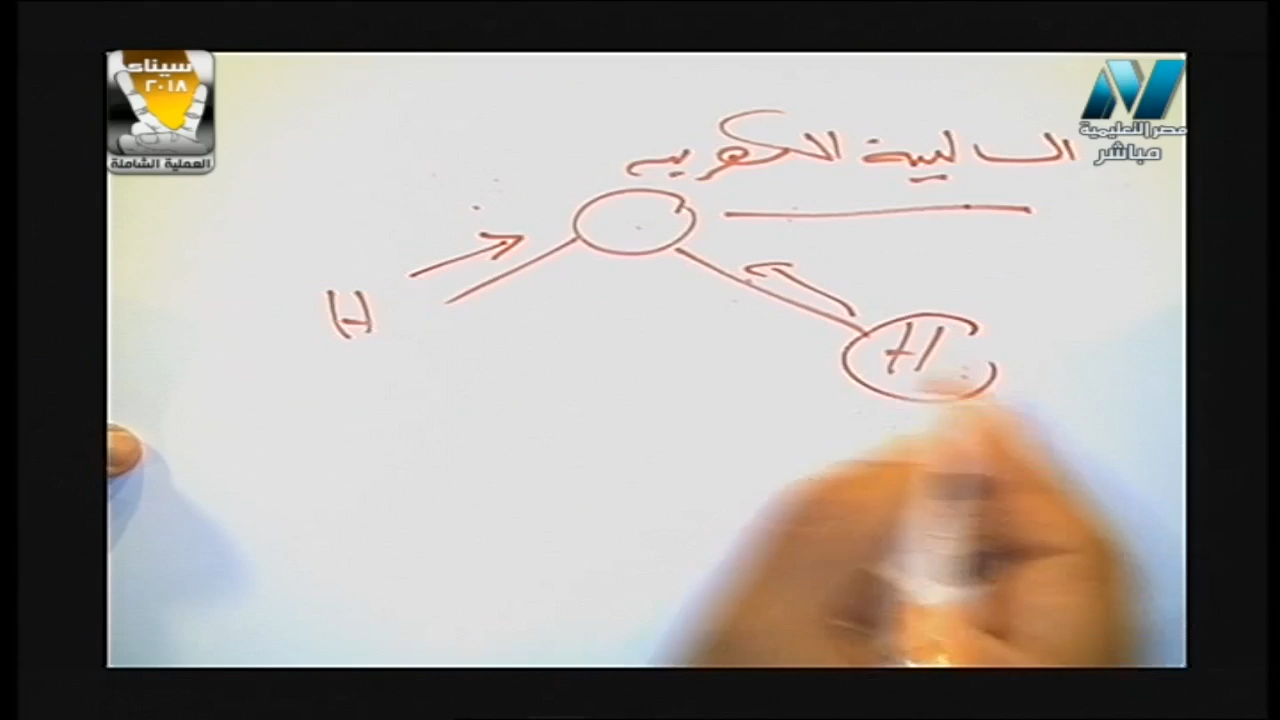 سيناء
٢٠١٨
العملية الشاملة
مصر التعليمية
مباشر
السالبية الكهربية
H
H